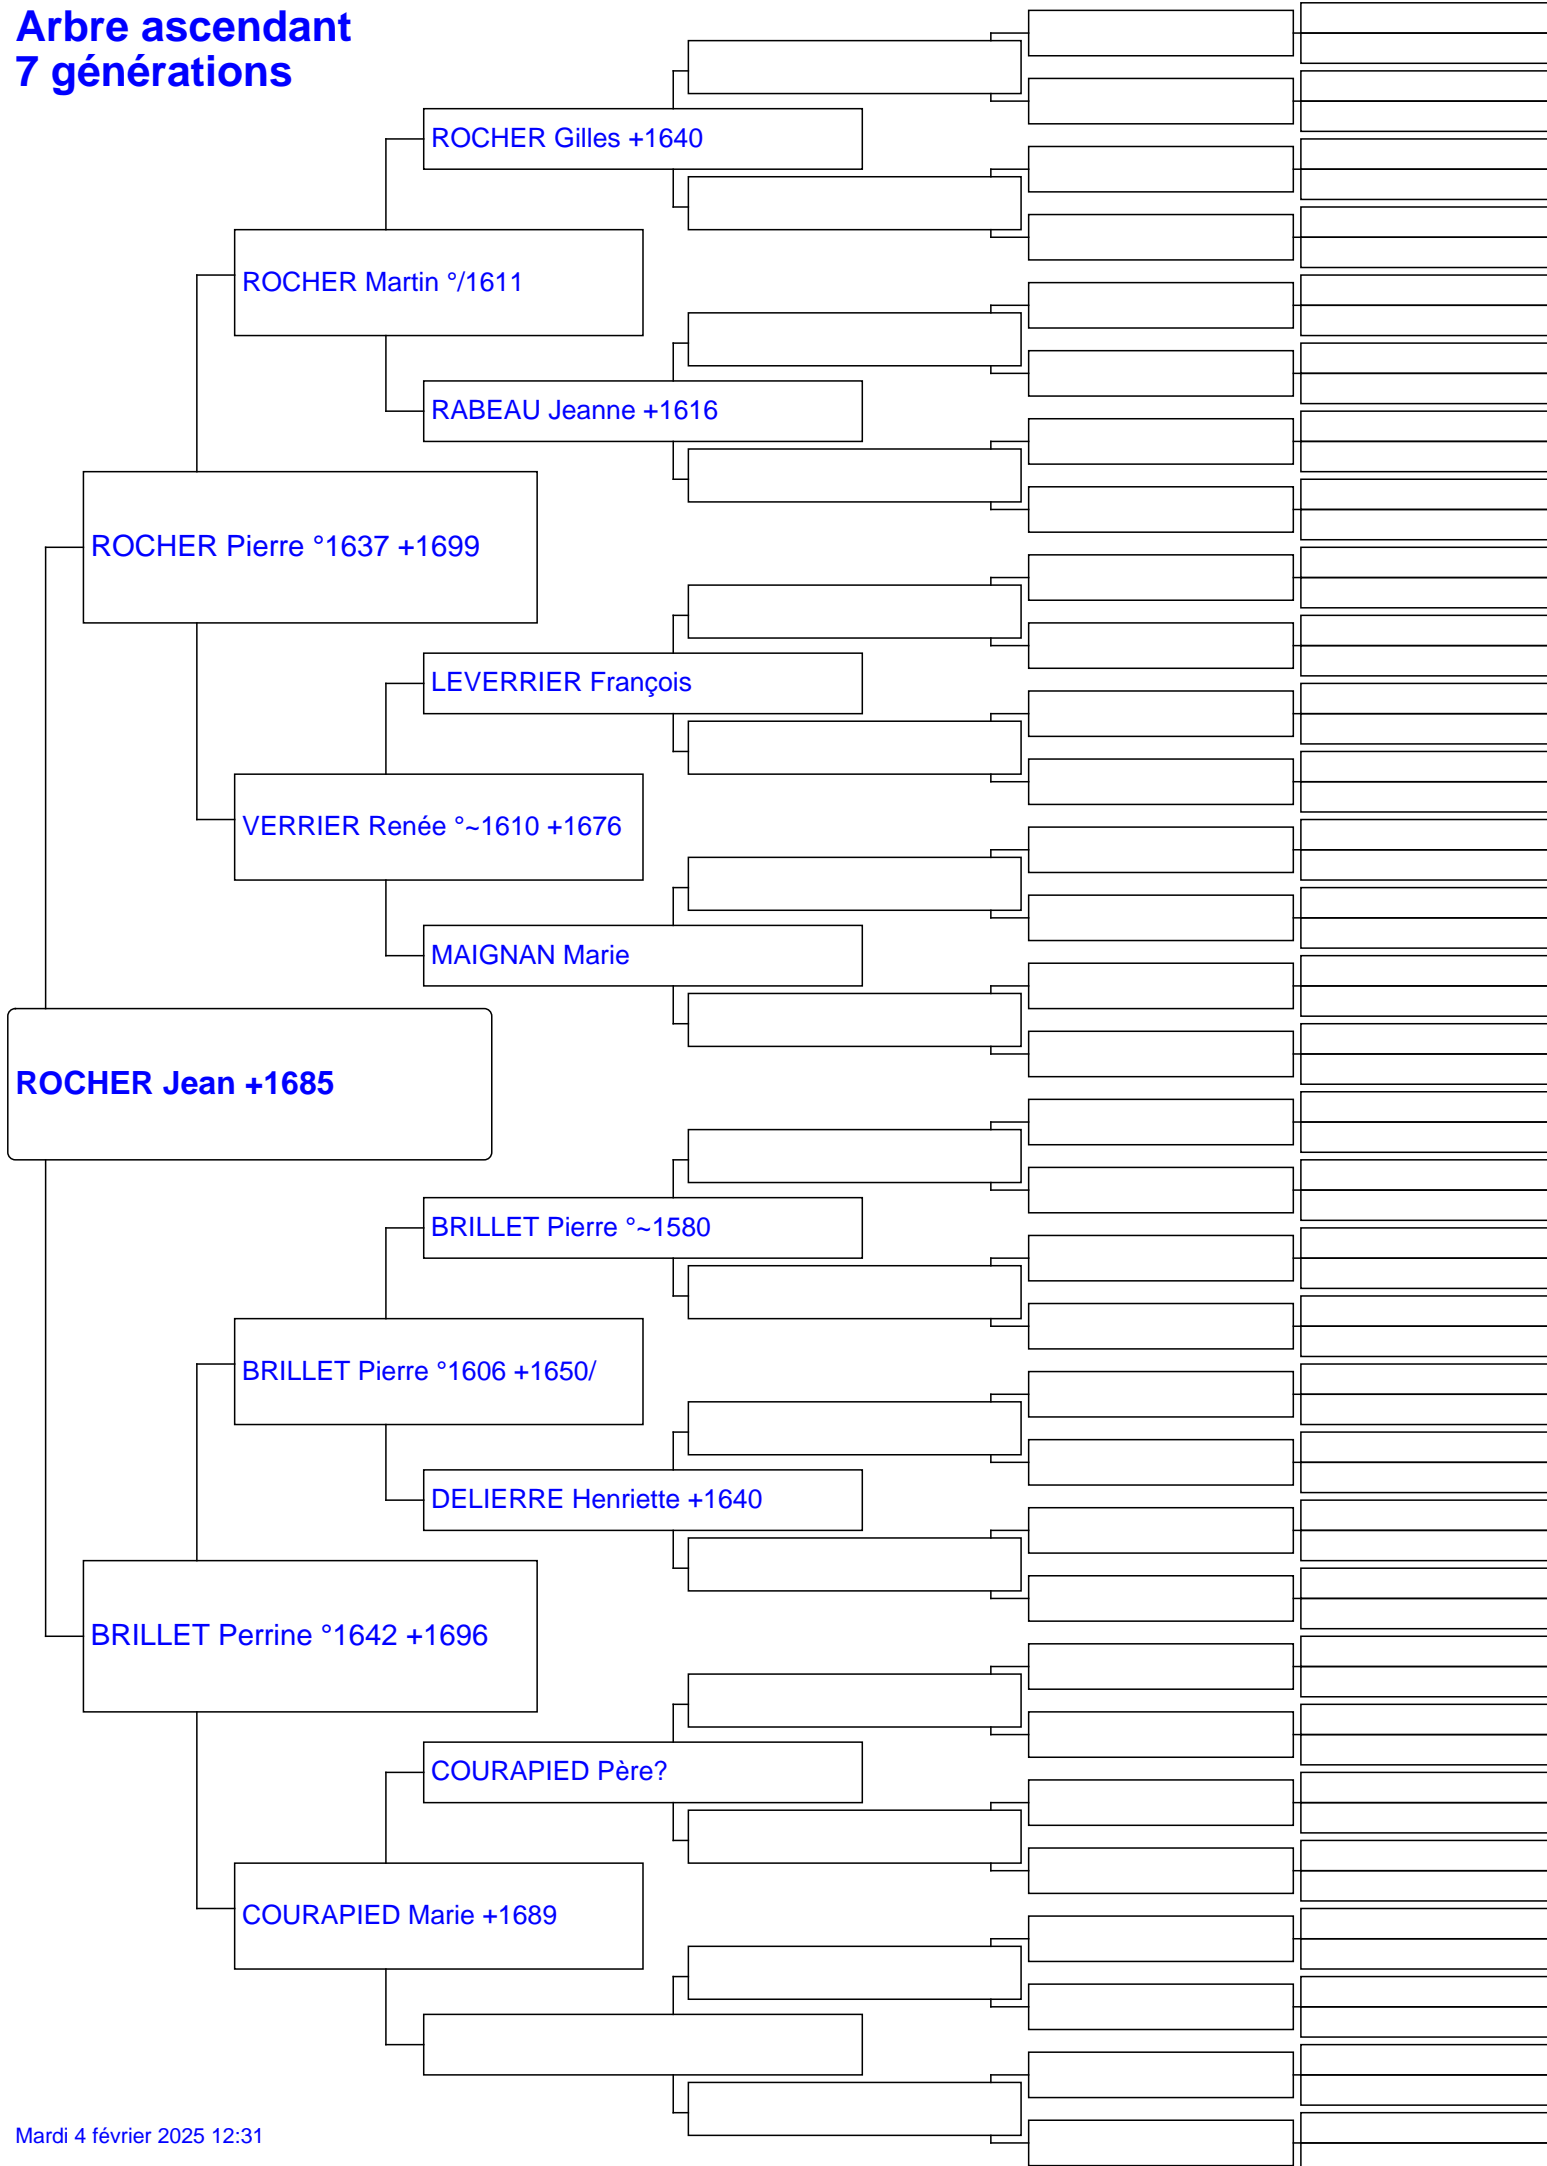 Arbre ascendant
7 générations
ROCHER Gilles +1640
ROCHER Martin °/1611
RABEAU Jeanne +1616
ROCHER Pierre °1637 +1699
LEVERRIER François
VERRIER Renée °~1610 +1676
MAIGNAN Marie
ROCHER Jean +1685
BRILLET Pierre °~1580
BRILLET Pierre °1606 +1650/
DELIERRE Henriette +1640
BRILLET Perrine °1642 +1696
COURAPIED Père?
COURAPIED Marie +1689
Mardi 4 février 2025 12:31